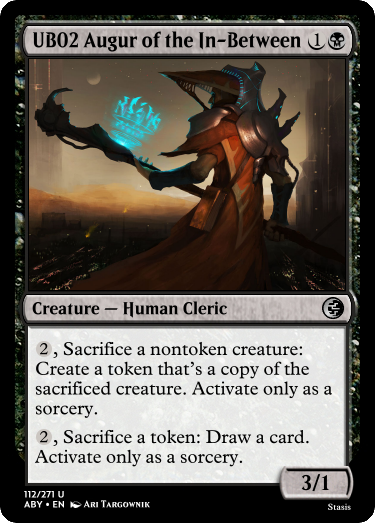 UB02 Augur of the In-Between 1
Creature — Human Cleric
2, Sacrifice a nontoken creature:
Create a token that's a copy of the
sacrificed creature. Activate only as a
sorcery.
2, Sacrifice a token: Draw a card.
Activate only as a sorcery.
3/1
112/271 U
ABY • EN Ari Targownik
Stasis